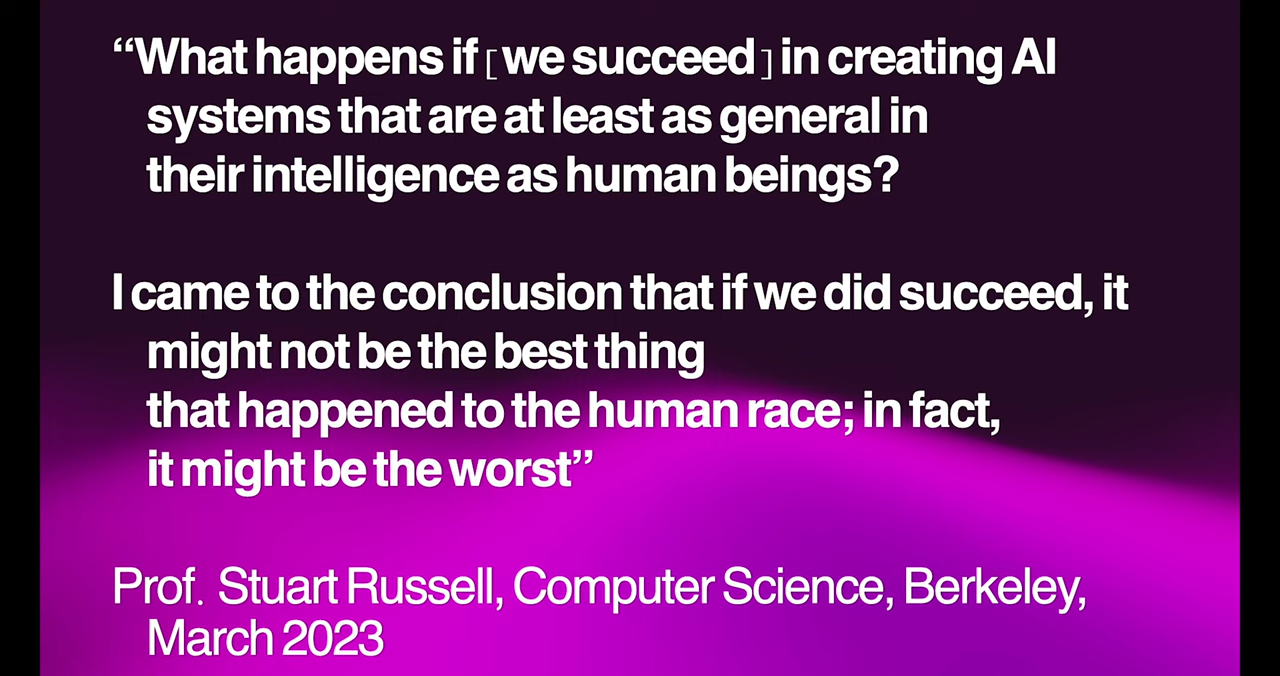 “What happens if [we succeed] in creating AI
systems that are at least as general in
their intelligence as human beings?
I came to the conclusion that if we did succeed, it
might not be the best thing
that happened to the human race; in fact,
it might be the worst”
Prof. Stuart Russell, Computer Science, Berkeley,
March 2023